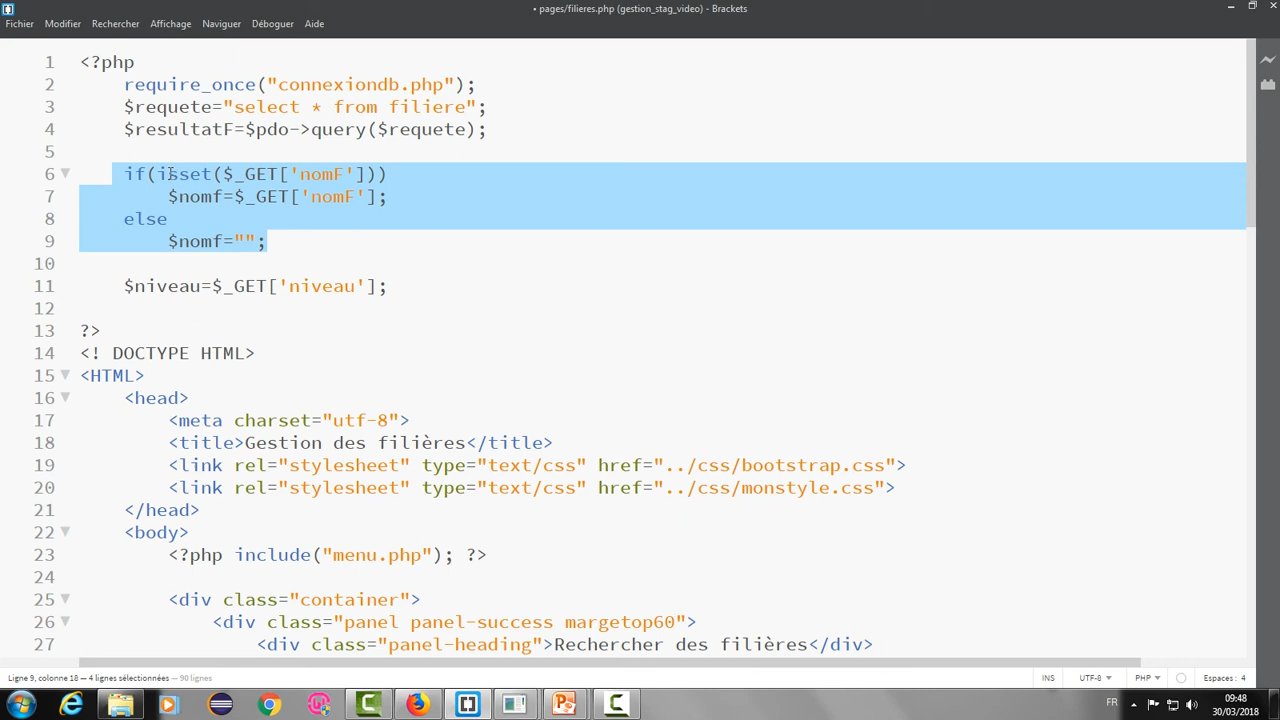 • pages/filieres.php (gestion_stag_video) - Brackets
Fichier Modifier Rechercher Affichage Naviguer Déboguer Aide
1 <?php
2 require_once("connexiondb.php");
3 $requete="select * from filiere";
4 $resultatF=$pdo->query($requete);
5
6 if(isset($_GET['nomF']))
7 $nomf=$_GET['nomF'];
8 else
9 $nomf="";
10
11 $niveau=$_GET['niveau'];
12
13 ?>
14 <! DOCTYPE HTML>
15 <HTML>
16 <head>
17 <meta charset="utf-8">
18 <title>Gestion des filières</title>
19 <link rel="stylesheet" type="text/css" href="../css/bootstrap.css">
20 <link rel="stylesheet" type="text/css" href="../css/monstyle.css">
21 </head>
22 <body>
23 <?php include("menu.php"); ?>
24
25 <div class="container">
26 <div class="panel panel-success margetop60">
27 <div class="panel-heading">Rechercher des filières</div>
Ligne 9, colonne 18 — 4 lignes sélectionnées — 90 lignes INS UTF-8 PHP Espaces : 4
FR 09:48
30/03/2018